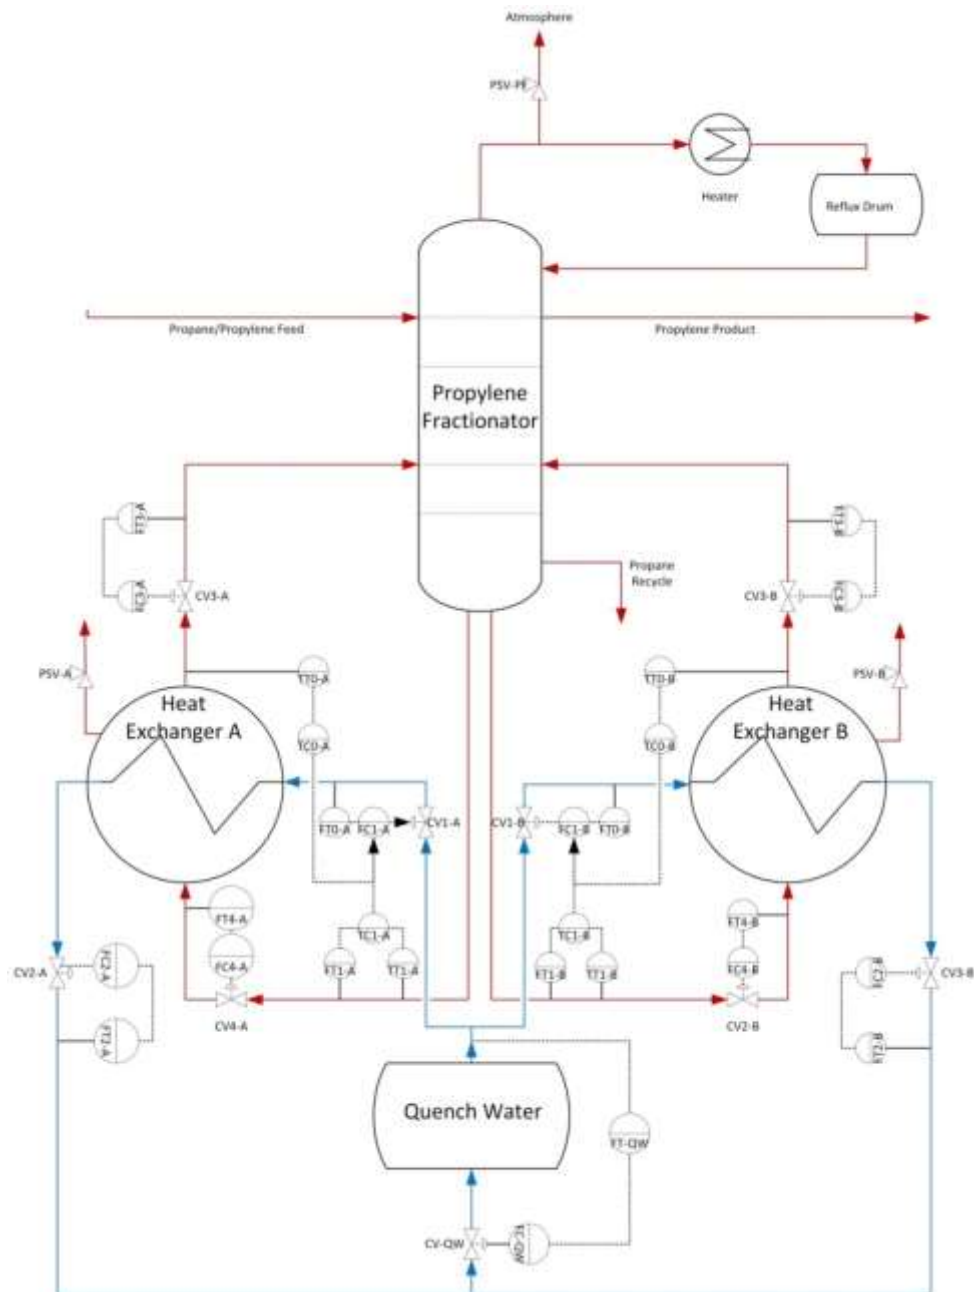 Atmosphere
PSV-PF
Heater
Reflux Drum
Propane/Propylene Feed
Propylene Product
Propylene
Fractionator
FT3-A
FT3-B
Propane
Recycle
FC3-A
CV3-A
CV3-B
FC3-B
PSV-A
TT0-A
TT0-B
PSV-B
Heat
Exchanger A
Heat
Exchanger B
TC0-A
TC0-B
FT0-A
FC1-A
CV1-A
CV1-B
FC1-B
FT0-B
FT4-A
FT4-B
TC1-A
TC1-B
CV2-A
FC2-A
FC4-A
FT1-A
TT1-A
FT1-B
TT1-B
FC4-B
FC2-B
CV3-B
CV4-A
CV2-B
FT2-A
FT2-B
Quench Water
FT-QW
CV-QW
FC-QW